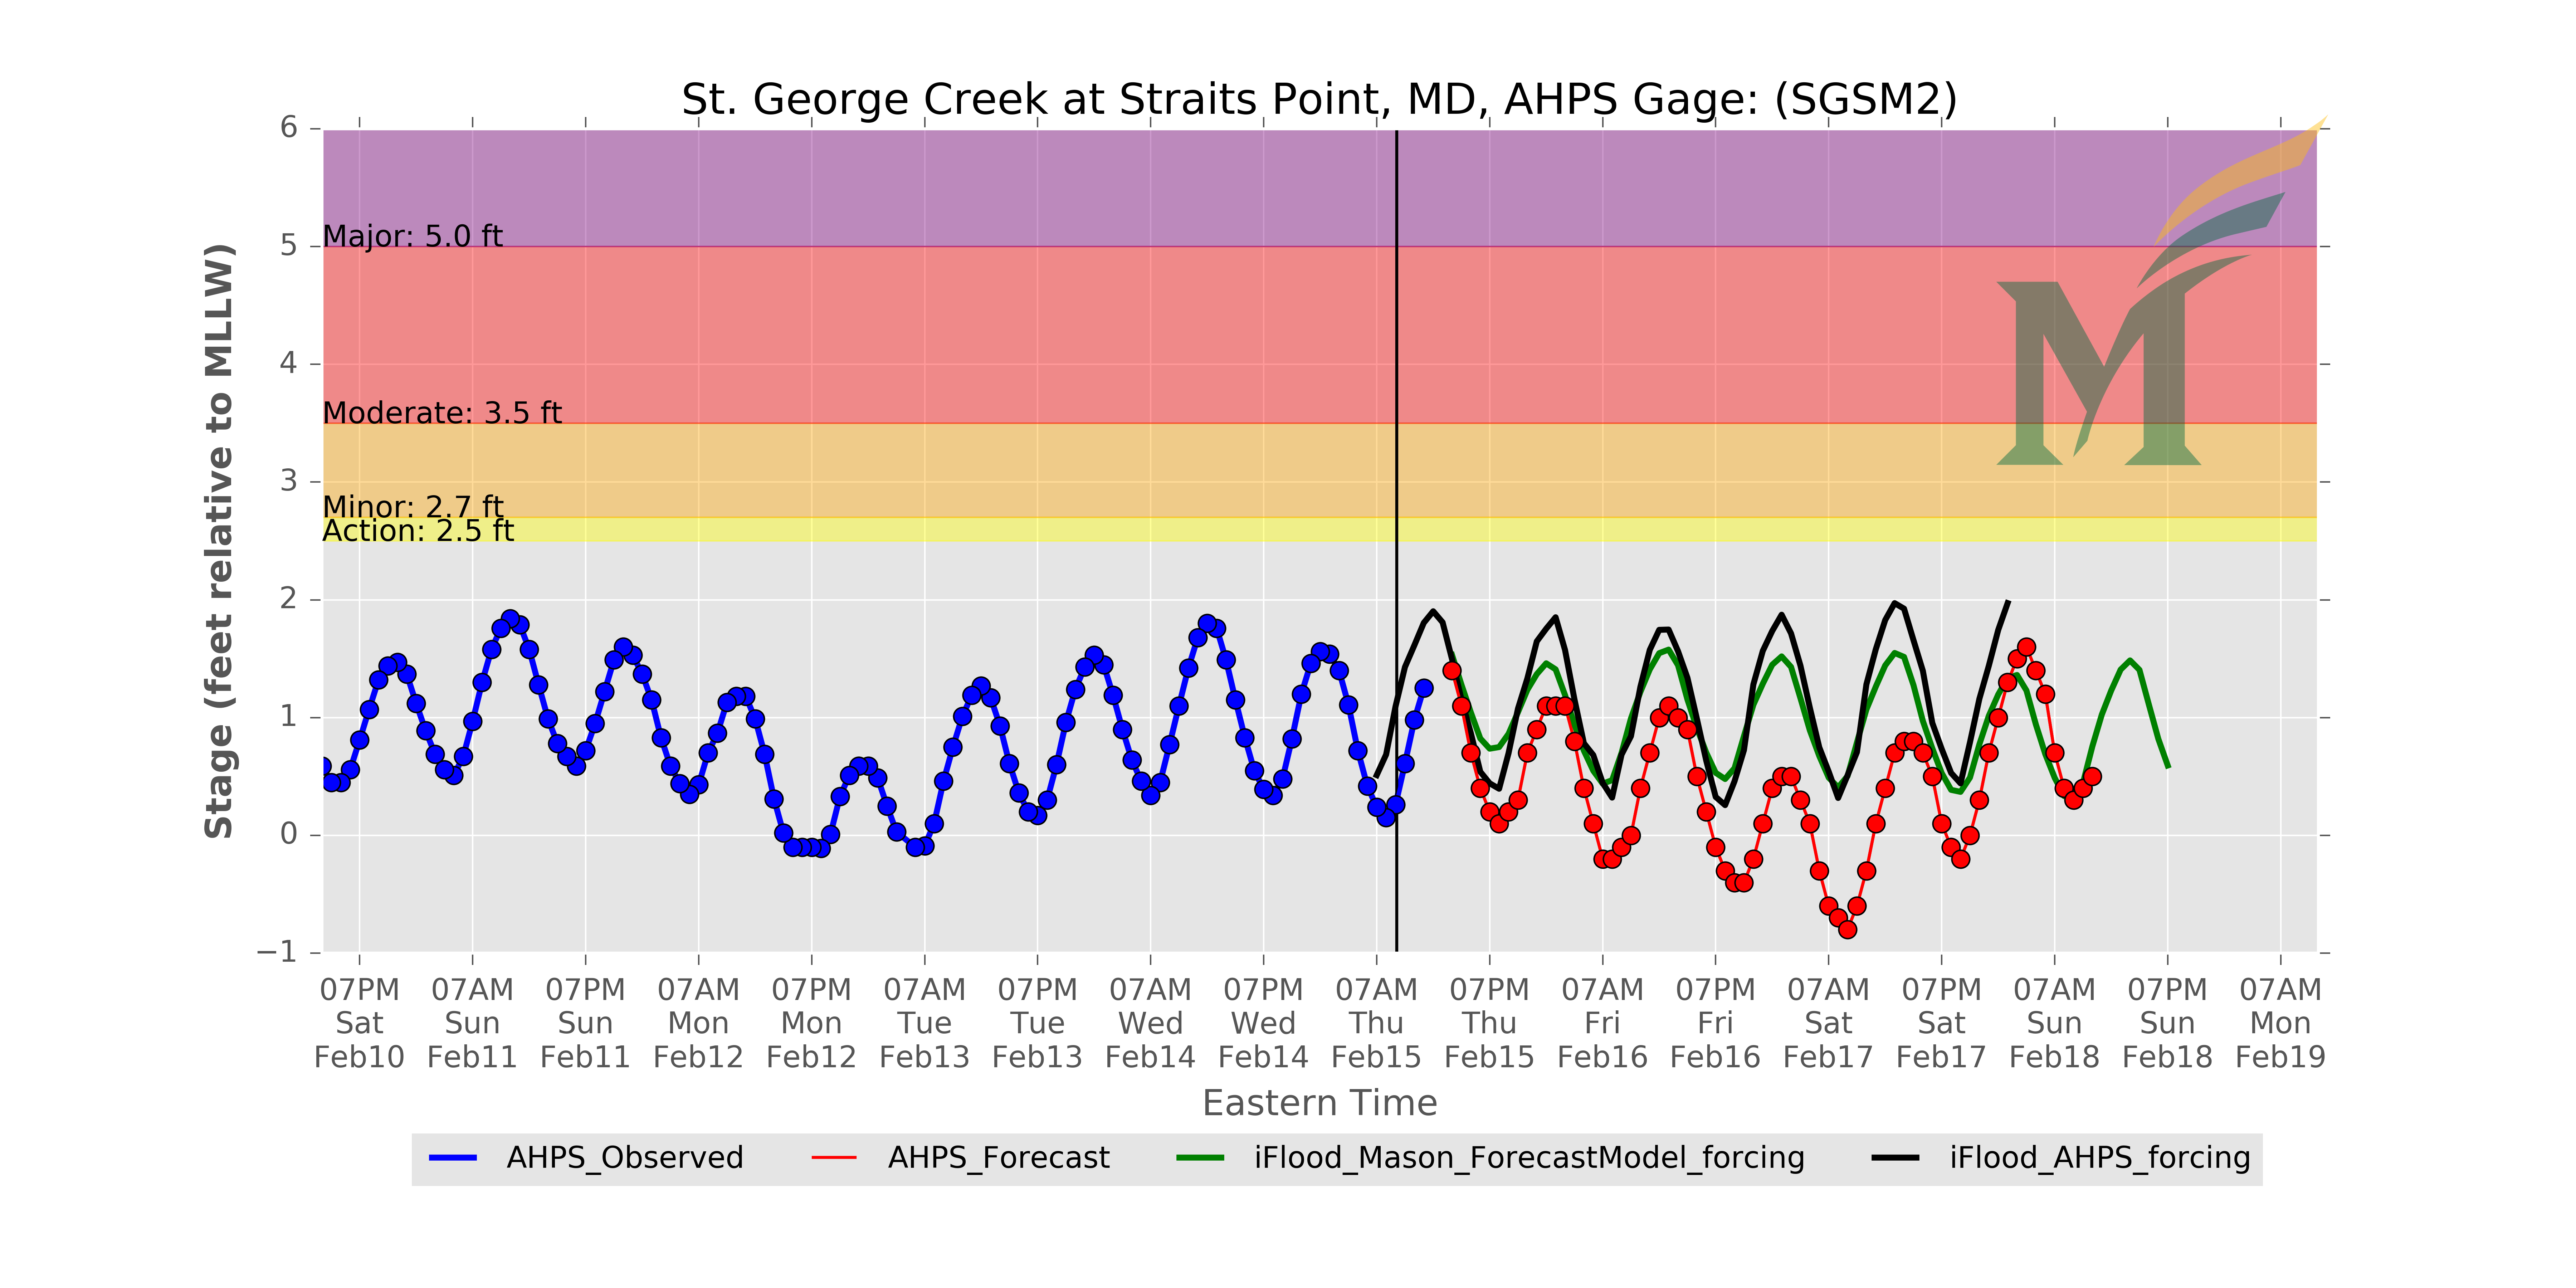 St. George Creek at Straits Point, MD, AHPS Gage: (SGSM2)
Stage (feet relative to MLLW)
6
5
4
3
2
1
0
−1
Major: 5.0 ft
Moderate: 3.5 ft
Minor: 2.7 ft
Action: 2.5 ft
M
07PM 07AM 07PM 07AM 07PM 07AM 07PM 07AM 07PM 07AM 07PM 07AM 07PM 07AM 07PM 07AM 07PM 07AM
Sat Sun Sun Mon Mon Tue Tue Wed Wed Thu Thu Fri Fri Sat Sat Sun Sun Mon
Feb10 Feb11 Feb11 Feb12 Feb12 Feb13 Feb13 Feb14 Feb14 Feb15 Feb15 Feb16 Feb16 Feb17 Feb17 Feb18 Feb18 Feb19
Eastern Time
AHPS_Observed AHPS_Forecast iFlood_Mason_ForecastModel_forcing iFlood_AHPS_forcing